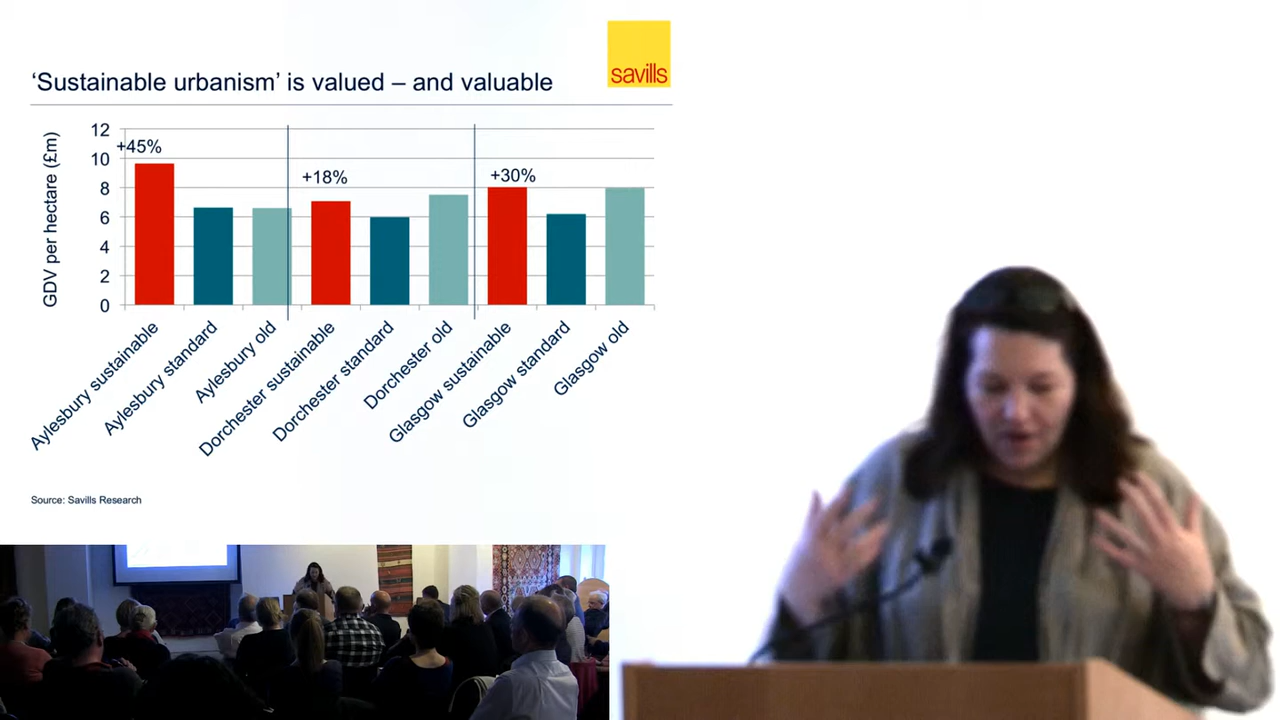 savills
‘Sustainable urbanism’ is valued – and valuable
GDV per hectare (£m)
12
10
8
6
4
2
0
+45%
+18%
+30%
Aylesbury sustainable
Aylesbury standard
Aylesbury old
Dorchester sustainable
Dorchester standard
Dorchester old
Glasgow sustainable
Glasgow standard
Glasgow old
Source: Savills Research